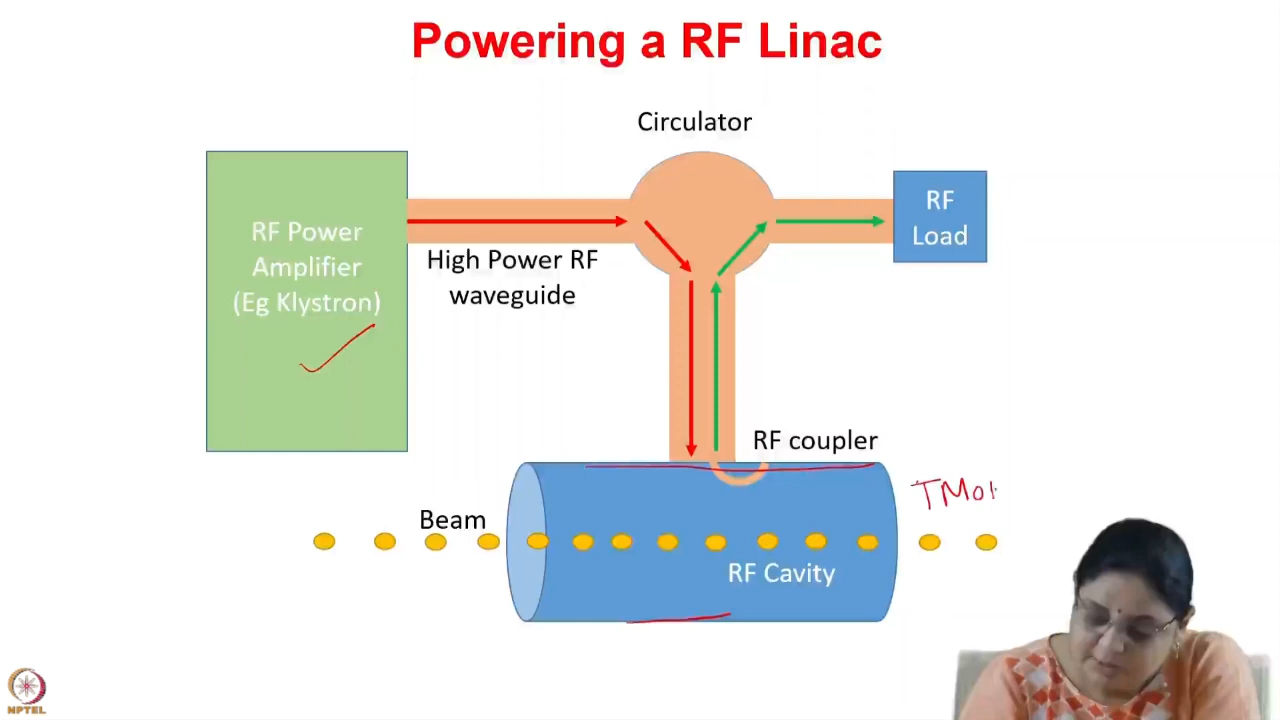 Powering a RF Linac
Circulator
RF Power
Amplifier
(Eg Klystron)
High Power RF
waveguide
RF
Load
RF coupler
TM01
Beam
RF Cavity
NPTEL